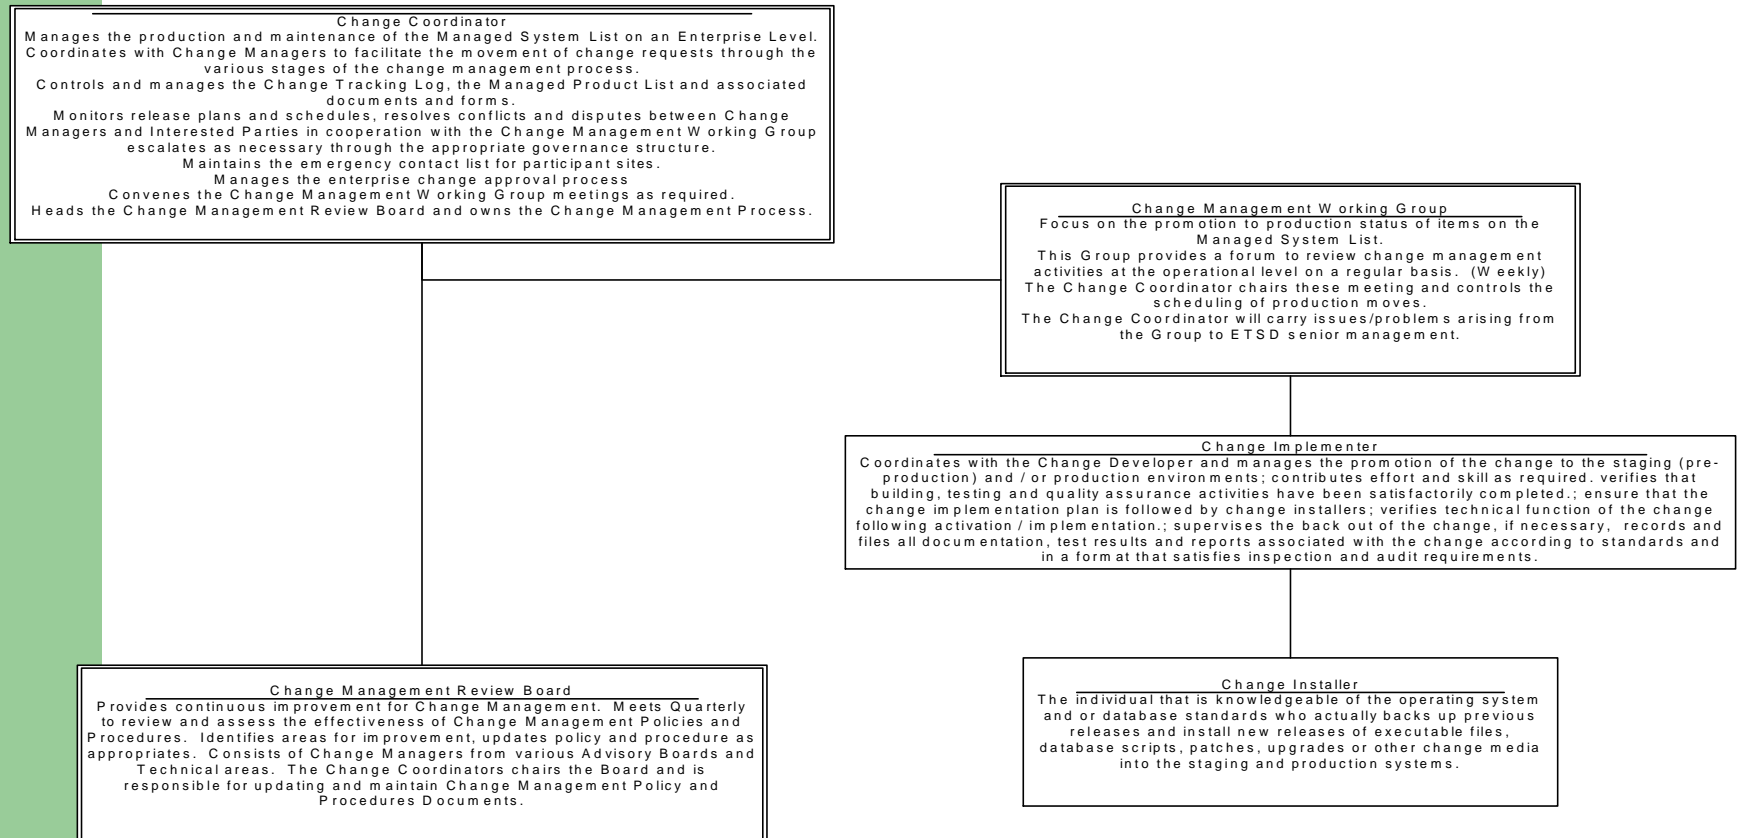 Change Coordinator
Manages the production and maintenance of the Managed System List on an Enterprise Level.
Coordinates with Change Managers to facilitate the movement of change requests through the
various stages of the change management process.
Controls and manages the Change Tracking Log, the Managed Product List and associated
documents and forms.
Monitors release plans and schedules, resolves conflicts and disputes between Change
Managers and Interested Parties in cooperation with the Change Management Working Group
escalates as necessary through the appropriate governance structure.
Maintains the emergency contact list for participant sites.
Manages the enterprise change approval process
Convenes the Change Management Working Group meetings as required.
Heads the Change Management Review Board and owns the Change Management Process.
Change Management Working Group
Focus on the promotion to production status of items on the
Managed System List.
This Group provides a forum to review change management
activities at the operational level on a regular basis. (Weekly)
The Change Coordinator chairs these meeting and controls the
scheduling of production moves.
The Change Coordinator will carry issues/problems arising from
the Group to ETSD senior management.
Change Implementer
Coordinates with the Change Developer and manages the promotion of the change to the staging (pre-
production) and / or production environments; contributes effort and skill as required. verifies that
building, testing and quality assurance activities have been satisfactorily completed.; ensure that the
change implementation plan is followed by change installers; verifies technical function of the change
following activation / implementation.; supervises the back out of the change, if necessary, records and
files all documentation, test results and reports associated with the change according to standards and
in a format that satisfies inspection and audit requirements.
Change Management Review Board
Provides continuous improvement for Change Management. Meets Quarterly
to review and assess the effectiveness of Change Management Policies and
Procedures. Identifies areas for improvement, updates policy and procedure as
appropriates. Consists of Change Managers from various Advisory Boards and
Technical areas. The Change Coordinators chairs the Board and is
responsible for updating and maintain Change Management Policy and
Procedures Documents.
Change Installer
The individual that is knowledgeable of the operating system
and or database standards who actually backs up previous
releases and install new releases of executable files,
database scripts, patches, upgrades or other change media
into the staging and production systems.